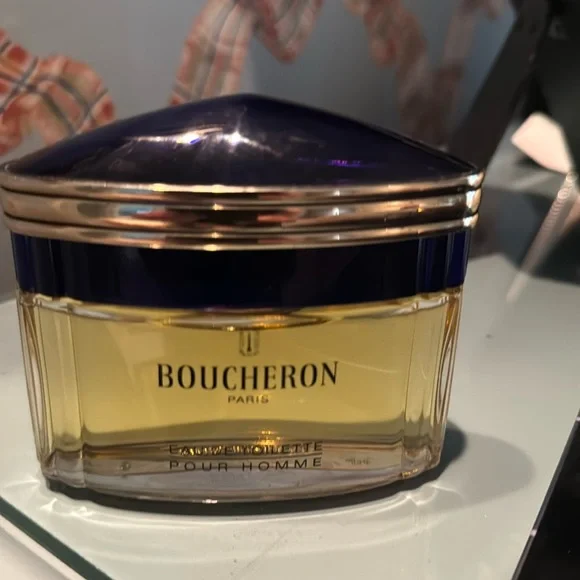 BOUCHERON
PARIS
EAU DE TOILETTE
POUR HOMME